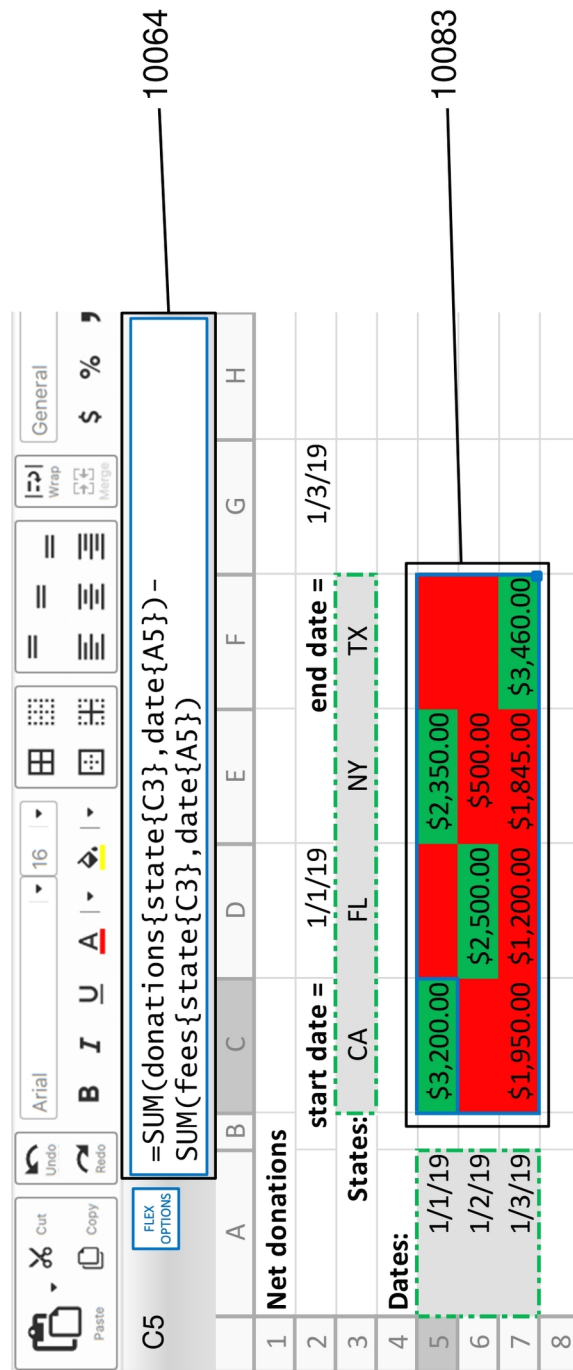 Paste
Cut
Copy
Undo
Redo
Arial
16
B I U A
Wrap
Merge
General
$ % ,
C5
FLEX
OPTIONS
=SUM(donations{state{C3},date{A5})-
SUM(fees{state{C3},date{A5})
10064
A B C D E F G H
1 Net donations
2 start date = 1/1/19 end date = 1/3/19
3 States: CA FL NY TX
4 Dates:
5 1/1/19 $3,200.00 $2,350.00
6 1/2/19 $2,500.00 $500.00
7 1/3/19 $1,950.00 $1,200.00 $1,845.00 $3,460.00
8
10083